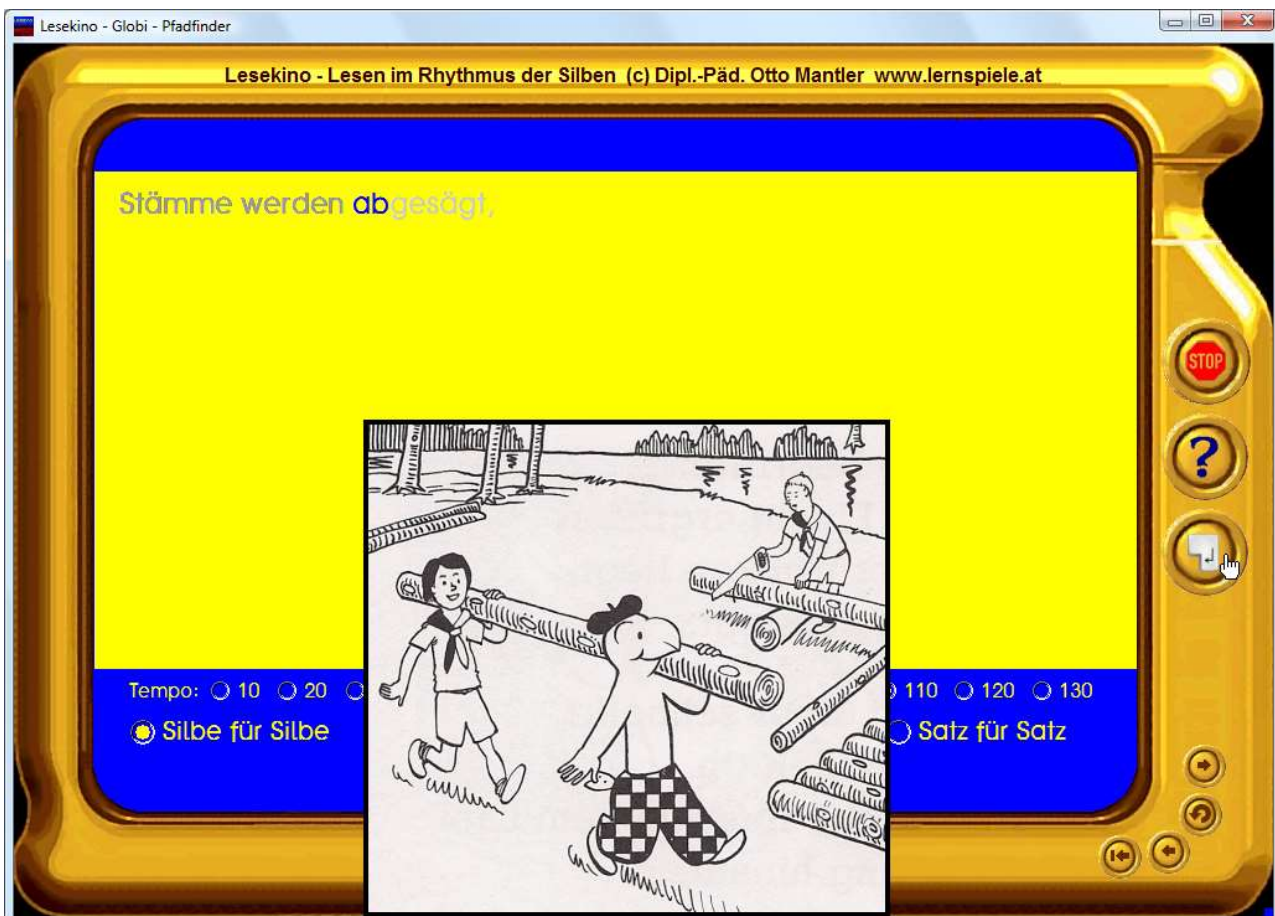 Lesekino - Globi - Pfadfinder
Lesekino - Lesen im Rhythmus der Silben (c) Dipl.-Päd. Otto Mantler www.lernspiele.at
Stämme werden abgesägt,
STOP
?
Tempo: 10 20 110 120 130
Silbe für Silbe Satz für Satz